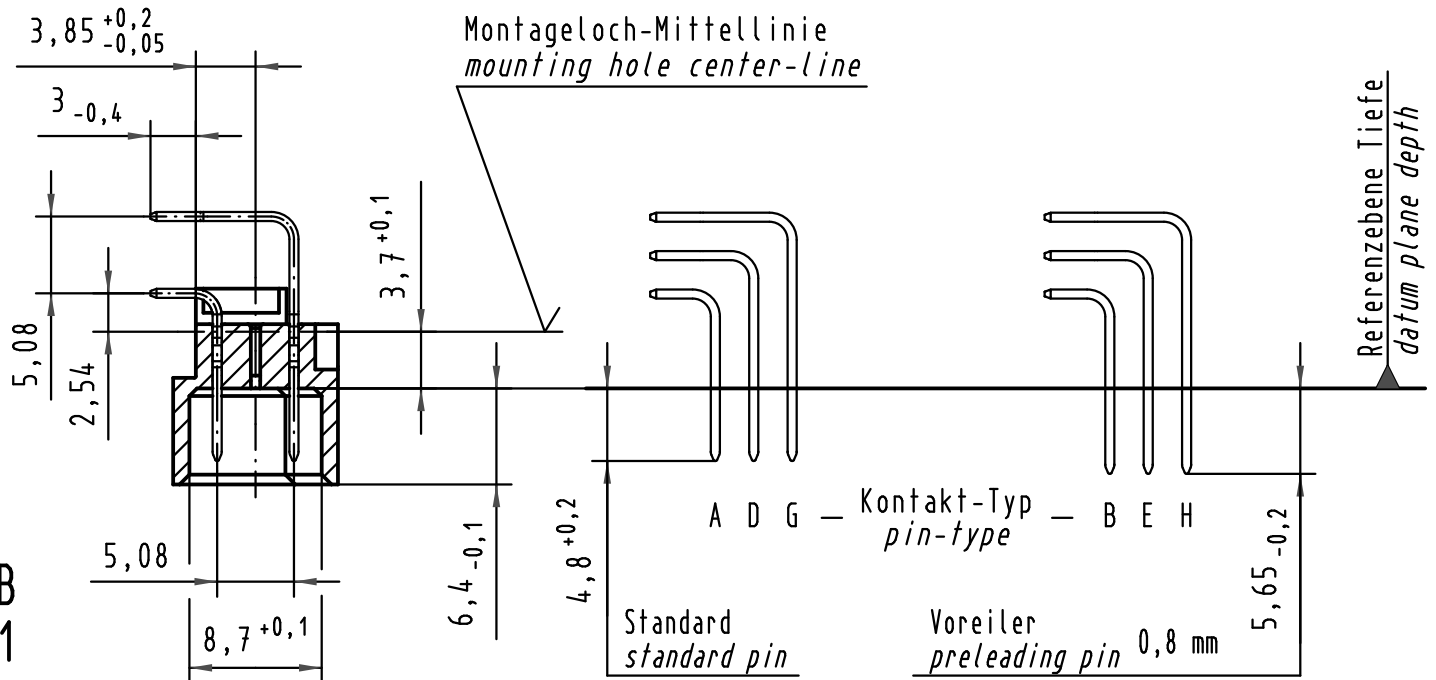 3,85 +0,2 -0,05
3 -0,4
5,08
2,54
3,7 +0,1
Montageloch-Mittellinie
mounting hole center-line
Referenzebene Tiefe
datum plane depth
5,08
8,7 +0,1
6,4 -0,1
4,8 +0,2
A D G — Kontakt-Typ — B E H
pin-type
5,65 -0,2
Standard
standard pin
Voreiler 0,8 mm
preleading pin
B
1